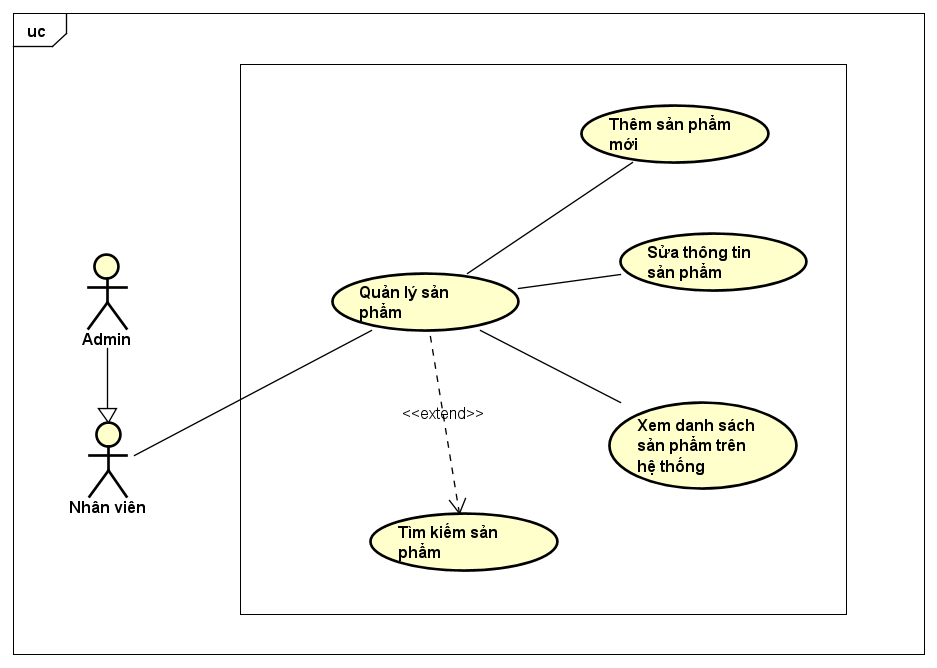 uc
Thêm sản phẩm
mới
Sửa thông tin
sản phẩm
Quản lý sản
phẩm
Admin
<<extend>>
Xem danh sách
sản phẩm trên
hệ thống
Nhân viên
Tìm kiếm sản
phẩm